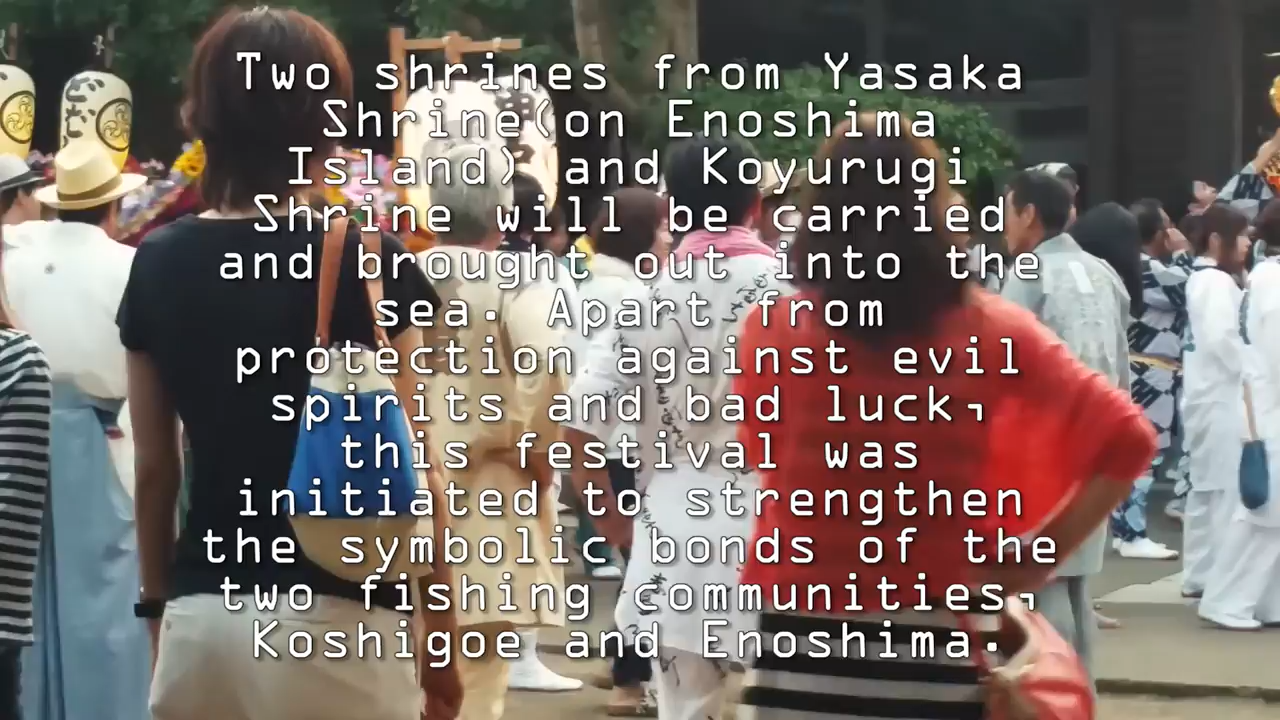 Two shrines from Yasaka
Shrine(on Enoshima
Island) and Koyurugi
Shrine will be carried
and brought out into the
sea. Apart from
protection against evil
spirits and bad luck,
this festival was
initiated to strengthen
the symbolic bonds of the
two fishing communities,
Koshigoe and Enoshima.